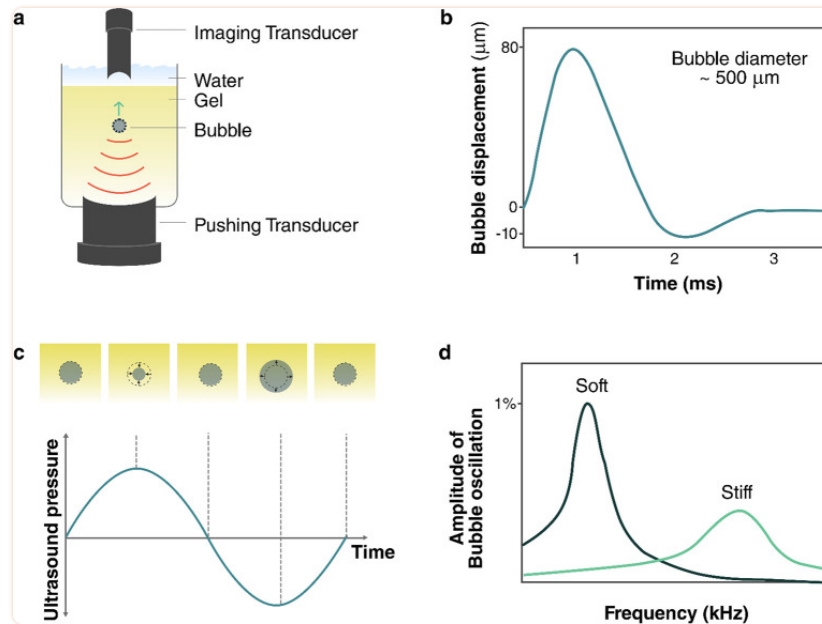 a
Imaging Transducer
Water
Gel
Bubble
Pushing Transducer
b
Bubble displacement (μm)
80
0
-10
Bubble diameter
~ 500 μm
1 2 3
Time (ms)
c
Ultrasound pressure
Time
d
Amplitude of
Bubble oscillation
1%
Soft
Stiff
Frequency (kHz)